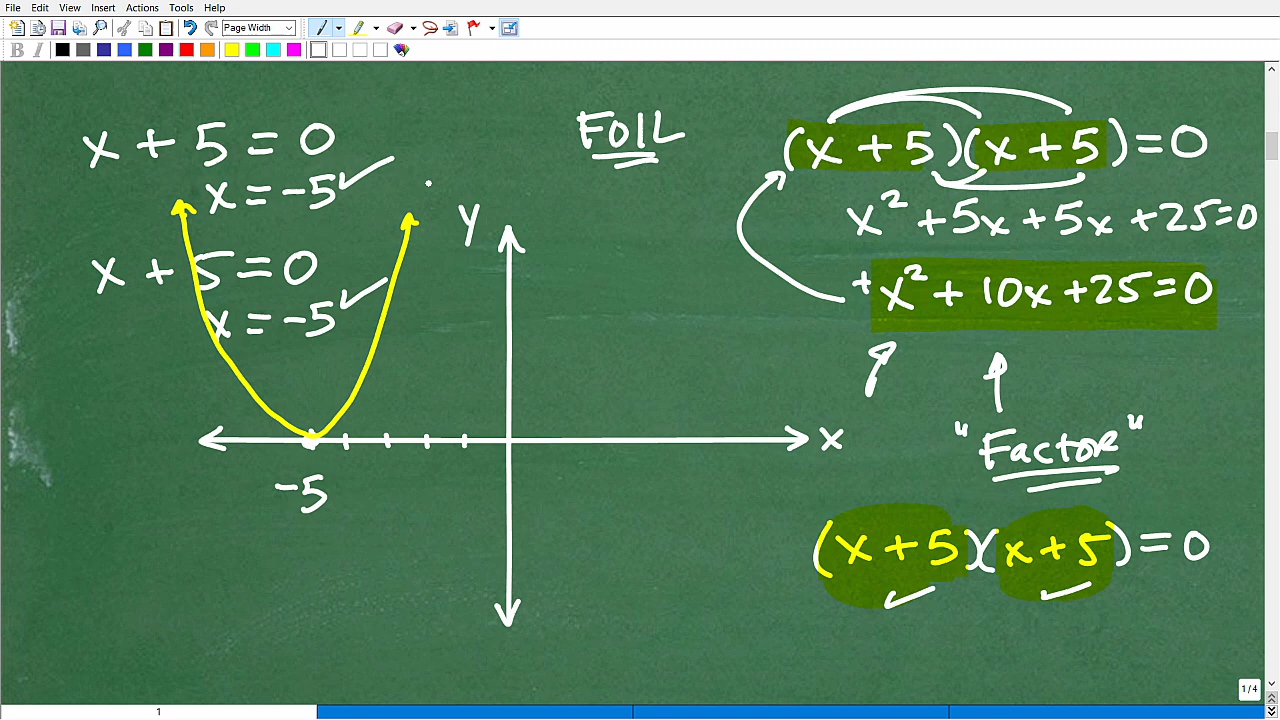 File Edit View Insert Actions Tools Help
Page Width
B I
x + 5 = 0
x = -5
x + 5 = 0
x = -5
y
x
-5
FOIL
(x + 5)(x + 5) = 0
x² + 5x + 5x + 25 = 0
+x² + 10x + 25 = 0
"Factor"
(x + 5)(x + 5) = 0
1/4
1